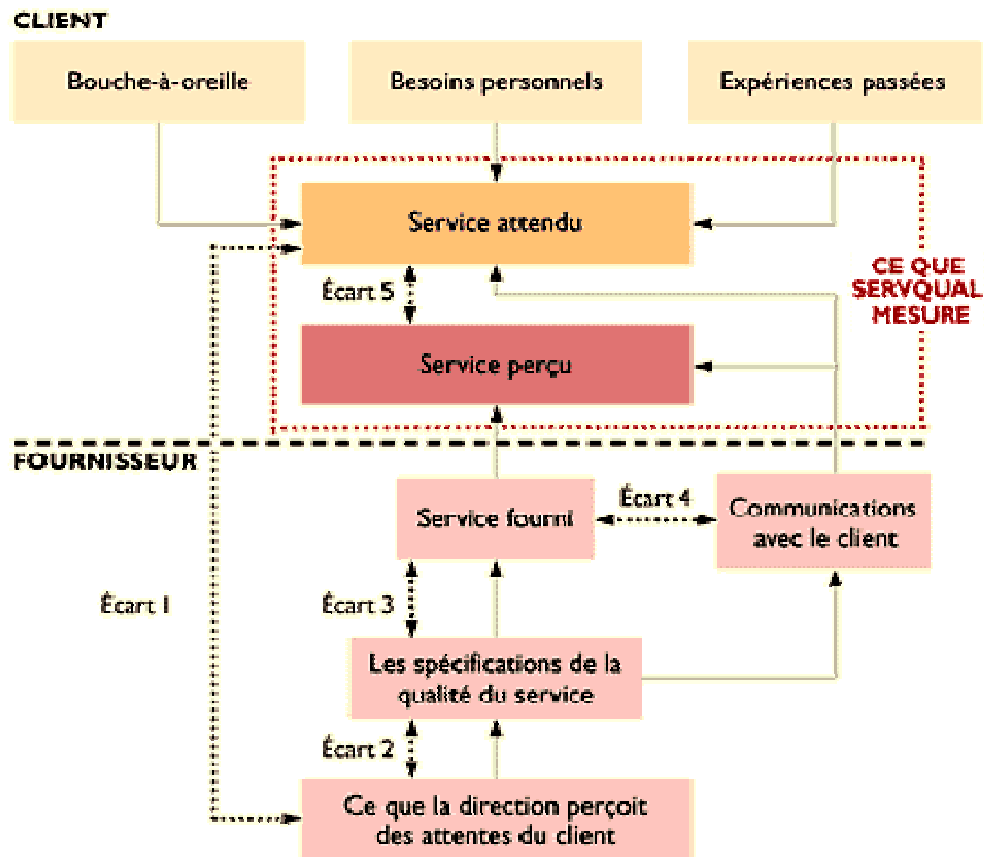 CLIENT
Bouche-à-oreille
Besoins personnels
Expériences passées
Service attendu
CE QUE
SERVQUAL
MESURE
Écart 5
Service perçu
FOURNISSEUR
Service fourni
Écart 4
Communications
avec le client
Écart 1
Écart 3
Les spécifications de la
qualité du service
Écart 2
Ce que la direction perçoit
des attentes du client